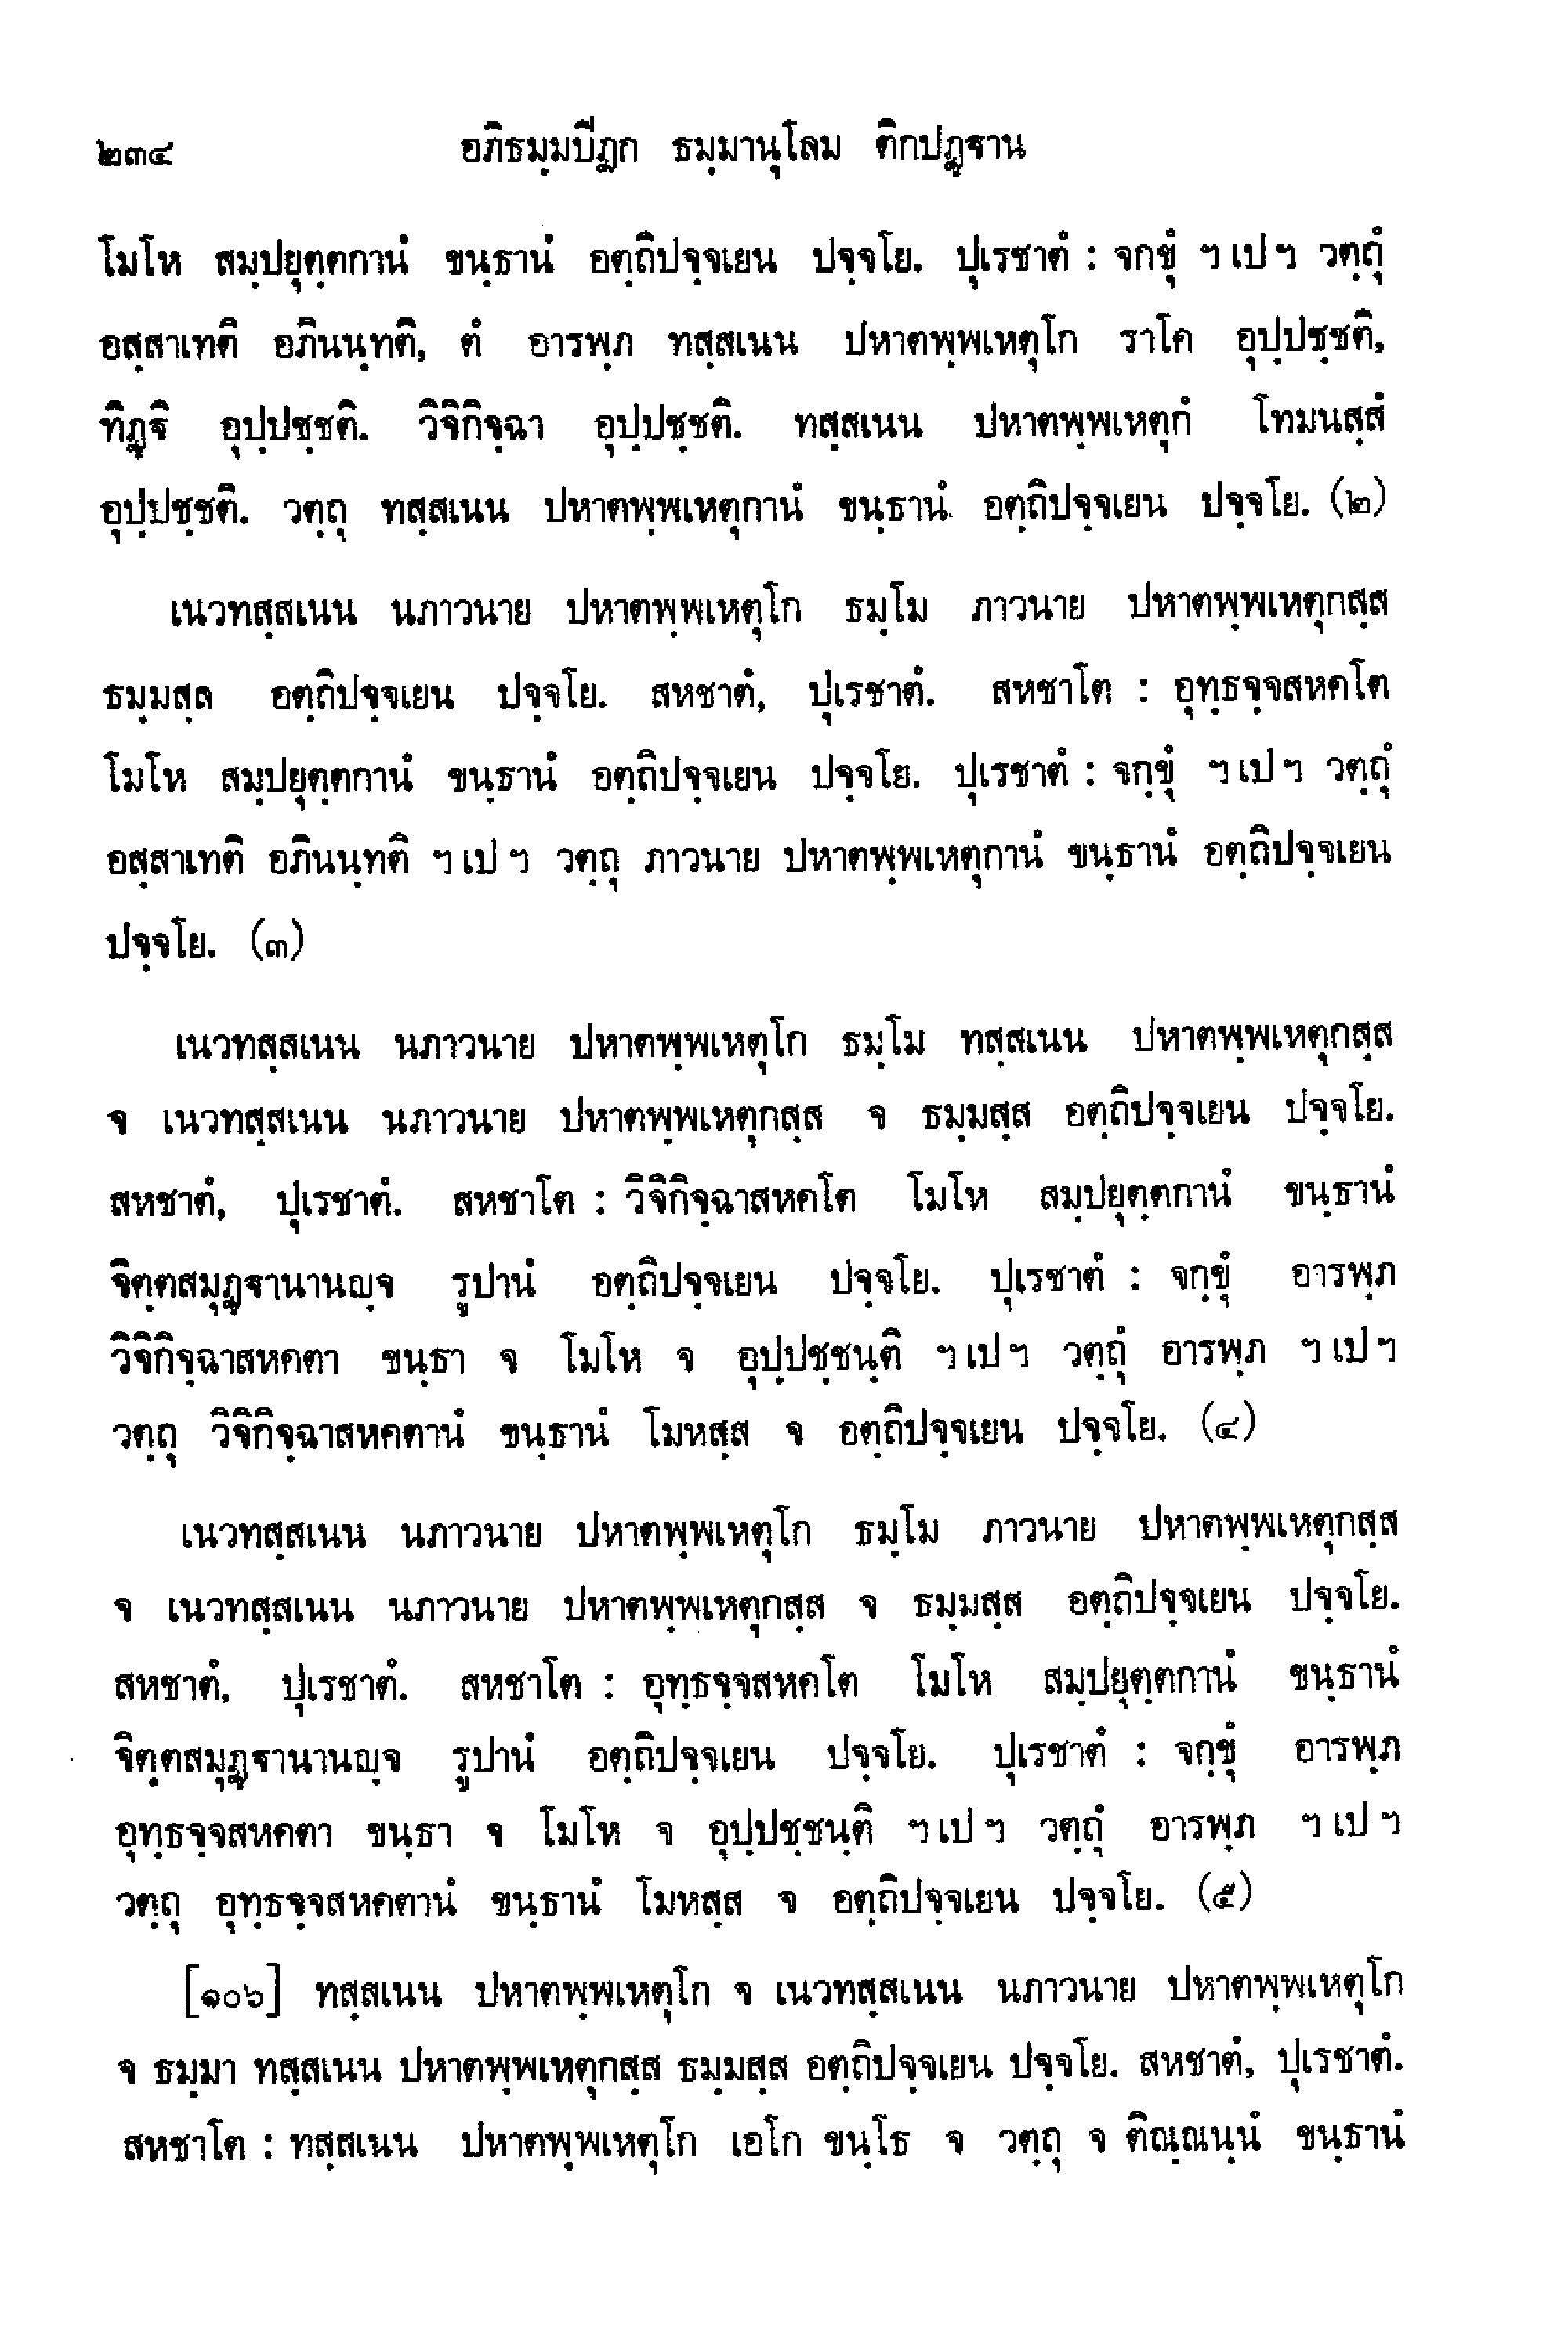 ๒๓๔ อภิธมฺมปิฏก ธมฺมานุโลม ติกปฏฺฐาน
โมโห สมฺปยุตฺตกานํ ขนฺธานํ อตฺถิปจฺจเยน ปจฺจโย. ปุเรชาตํ : จกขุํ ฯ เป ฯ วตฺถุํ
อสฺสาเทติ อภินนฺทติ, ตํ อารพฺภ ทสฺสเนน ปหาตพฺพเหตุโก ราโค อุปฺปชฺชติ,
ทิฏฺฐิ อุปฺปชฺชติ. วิจิกิจฺฉา อุปฺปชฺชติ. ทสฺสเนน ปหาตพฺพเหตุกํ โทมนสฺสํ
อุปฺปชฺชติ. วตฺถุ ทสฺสเนน ปหาตพฺพเหตุกานํ ขนฺธานํ อตฺถิปจฺจเยน ปจฺจโย. (๒)
เนวทสฺสเนน นภาวนาย ปหาตพฺพเหตุโก ธมฺโม ภาวนาย ปหาตพฺพเหตุกสฺส
ธมฺมสฺส อตฺถิปจฺจเยน ปจฺจโย. สหชาตํ, ปุเรชาตํ. สหชาโต : อุทฺธจฺจสหคโต
โมโห สมฺปยุตฺตกานํ ขนฺธานํ อตฺถิปจฺจเยน ปจฺจโย. ปุเรชาตํ : จกฺขุํ ฯ เป ฯ วตฺถุํ
อสฺสาเทติ อภินนฺทติ ฯ เป ฯ วตฺถุ ภาวนาย ปหาตพฺพเหตุกานํ ขนฺธานํ อตฺถิปจฺจเยน
ปจฺจโย. (๓)
เนวทสฺสเนน นภาวนาย ปหาตพฺพเหตุโก ธมฺโม ทสฺสเนน ปหาตพฺพเหตุกสฺส
จ เนวทสฺสเนน นภาวนาย ปหาตพฺพเหตุกสฺส จ ธมฺมสฺส อตฺถิปจฺจเยน ปจฺจโย.
สหชาตํ, ปุเรชาตํ. สหชาโต : วิจิกิจฺฉาสหคโต โมโห สมฺปยุตฺตกานํ ขนฺธานํ
จิตฺตสมุฏฺฐานานญฺจ รูปานํ อตฺถิปจฺจเยน ปจฺจโย. ปุเรชาตํ : จกฺขุํ อารพฺภ
วิจิกิจฺฉาสหคตา ขนฺธา จ โมโห จ อุปฺปชฺชนฺติ ฯ เป ฯ วตฺถุํ อารพฺภ ฯ เป ฯ
วตฺถุ วิจิกิจฺฉาสหคตานํ ขนฺธานํ โมหสฺส จ อตฺถิปจฺจเยน ปจฺจโย. (๔)
เนวทสฺสเนน นภาวนาย ปหาตพฺพเหตุโก ธมฺโม ภาวนาย ปหาตพฺพเหตุกสฺส
จ เนวทสฺสเนน นภาวนาย ปหาตพฺพเหตุกสฺส จ ธมฺมสฺส อตฺถิปจฺจเยน ปจฺจโย.
สหชาตํ, ปุเรชาตํ. สหชาโต : อุทฺธจฺจสหคโต โมโห สมฺปยุตฺตกานํ ขนฺธานํ
จิตฺตสมุฏฺฐานานญฺจ รูปานํ อตฺถิปจฺจเยน ปจฺจโย. ปุเรชาตํ : จกฺขุํ อารพฺภ
อุทฺธจฺจสหคตา ขนฺธา จ โมโห จ อุปฺปชฺชนฺติ ฯ เป ฯ วตฺถุํ อารพฺภ ฯ เป ฯ
วตฺถุ อุทฺธจฺจสหคตานํ ขนฺธานํ โมหสฺส จ อตฺถิปจฺจเยน ปจฺจโย. (๕)
[๑๐๖] ทสฺสเนน ปหาตพฺพเหตุโก จ เนวทสฺสเนน นภาวนาย ปหาตพฺพเหตุโก
จ ธมฺมา ทสฺสเนน ปหาตพฺพเหตุกสฺส ธมฺมสฺส อตฺถิปจฺจเยน ปจฺจโย. สหชาตํ, ปุเรชาตํ.
สหชาโต : ทสฺสเนน ปหาตพฺพเหตุโก เอโก ขนฺโธ จ วตฺถุ จ ติณฺณนฺนํ ขนฺธานํ